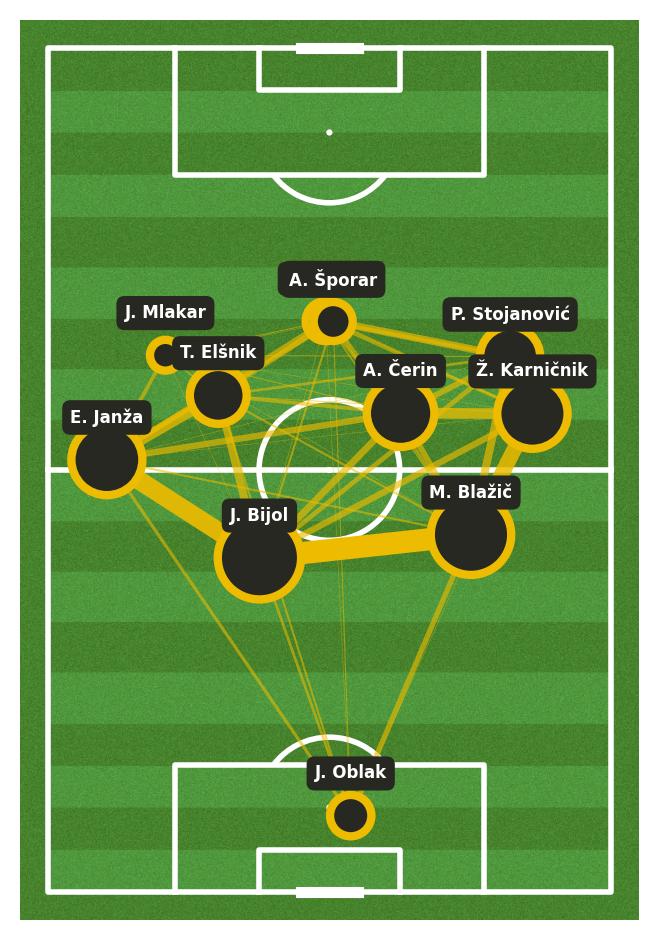 A. Šporar
J. Mlakar
P. Stojanović
T. Elšnik
A. Čerin
Ž. Karničnik
E. Janža
M. Blažič
J. Bijol
J. Oblak